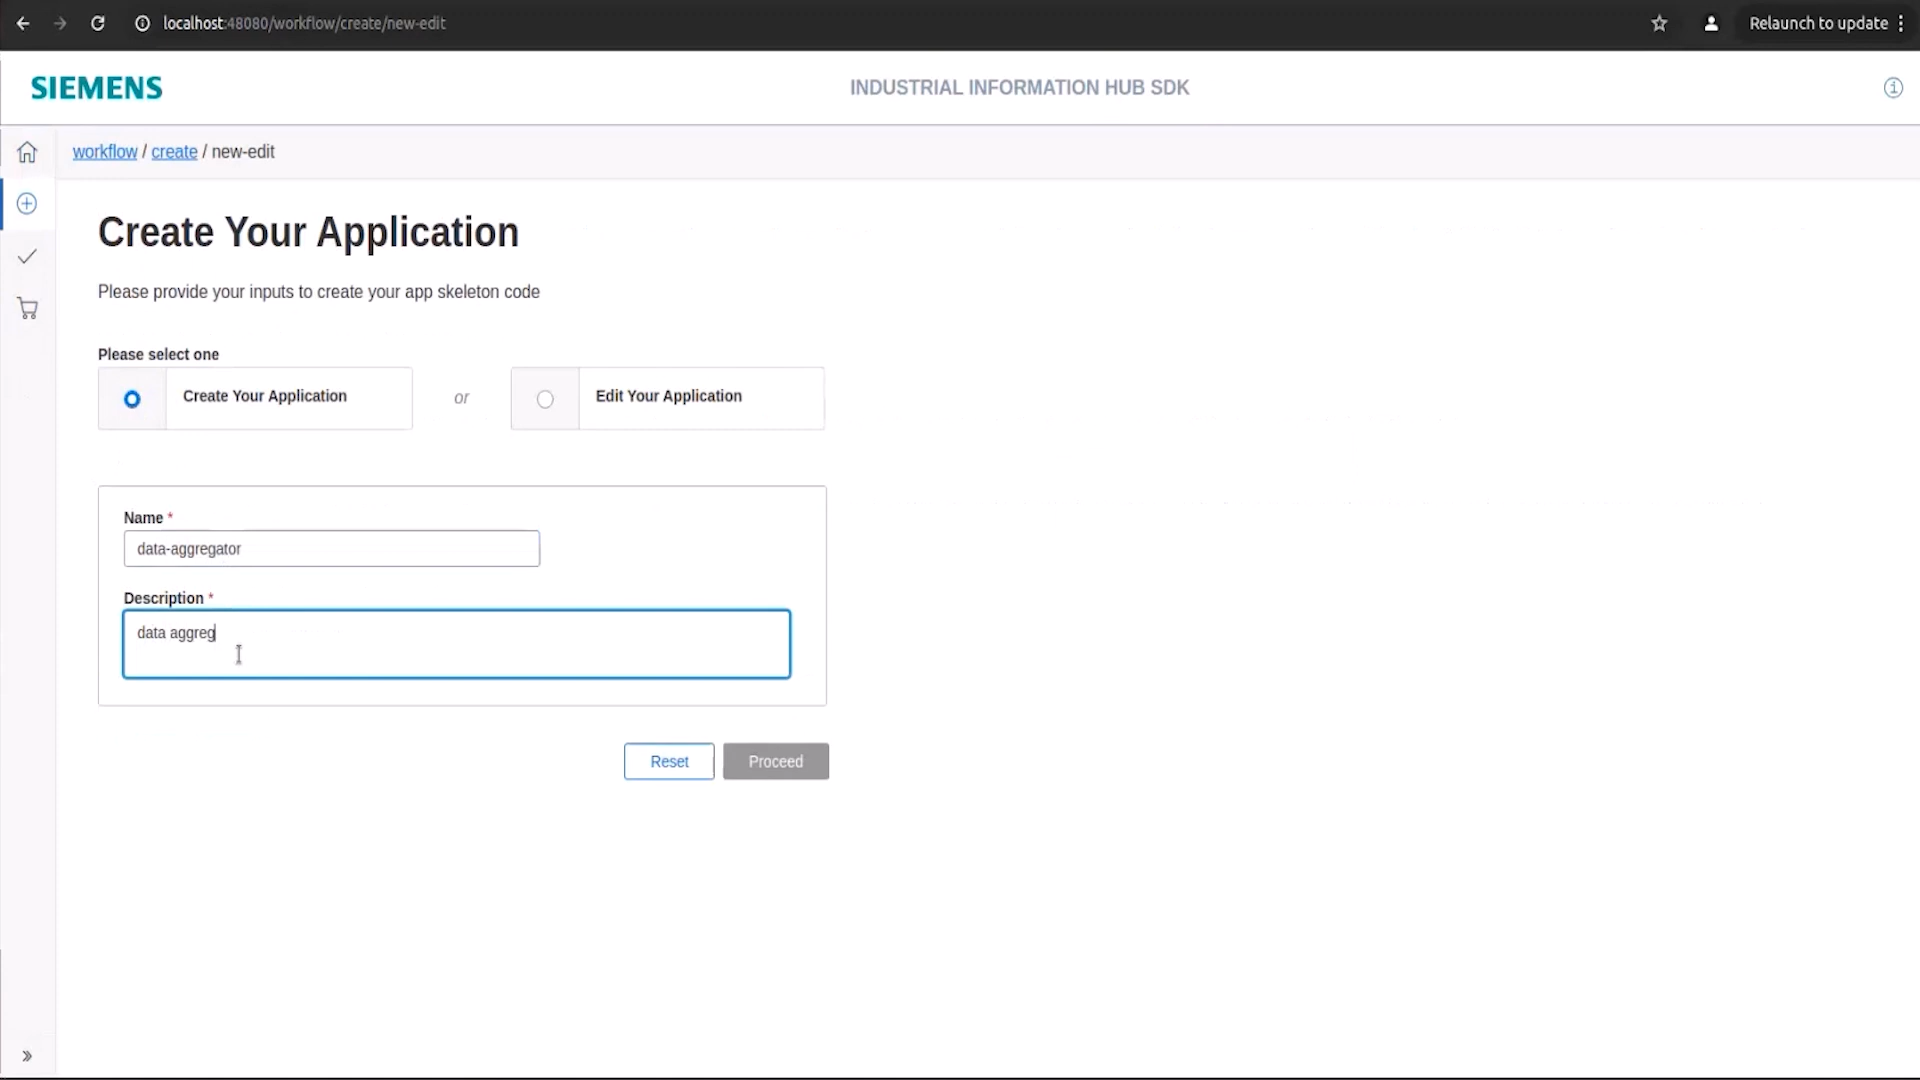 localhost:48080/workflow/create/new-edit
Relaunch to update
SIEMENS
INDUSTRIAL INFORMATION HUB SDK
workflow / create / new-edit
Create Your Application
Please provide your inputs to create your app skeleton code
Please select one
Create Your Application
or
Edit Your Application
Name *
data-aggregator
Description *
data aggreg
Reset
Proceed